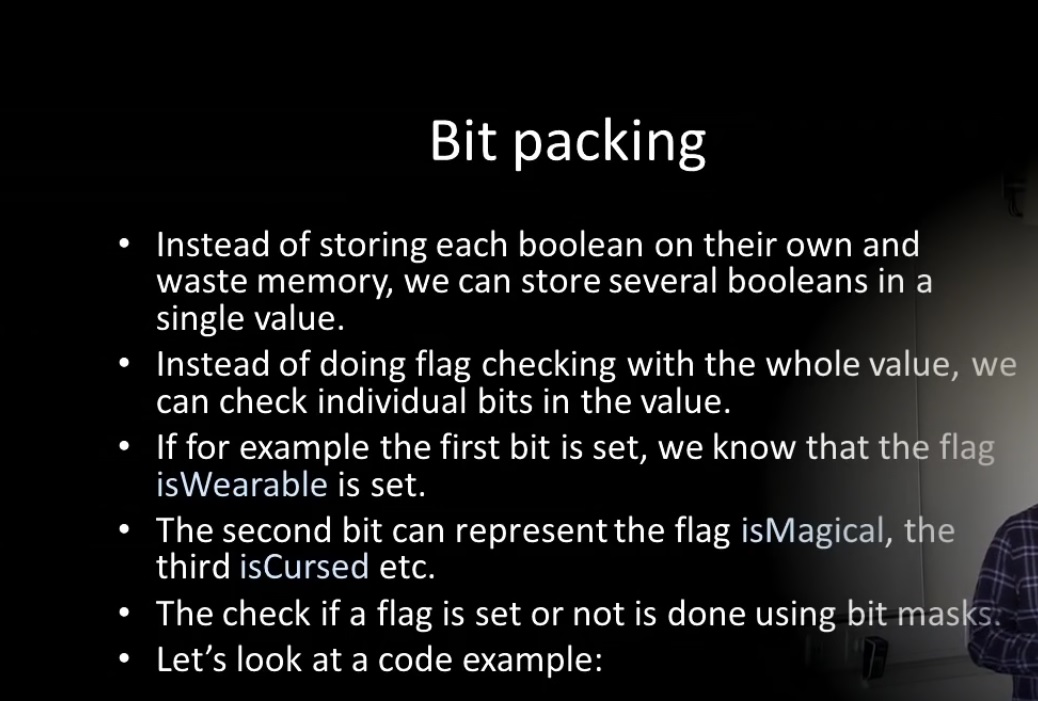 Bit packing
• Instead of storing each boolean on their own and
waste memory, we can store several booleans in a
single value.
• Instead of doing flag checking with the whole value, we
can check individual bits in the value.
• If for example the first bit is set, we know that the flag
isWearable is set.
• The second bit can represent the flag isMagical, the
third isCursed etc.
• The check if a flag is set or not is done using bit masks.
• Let’s look at a code example: